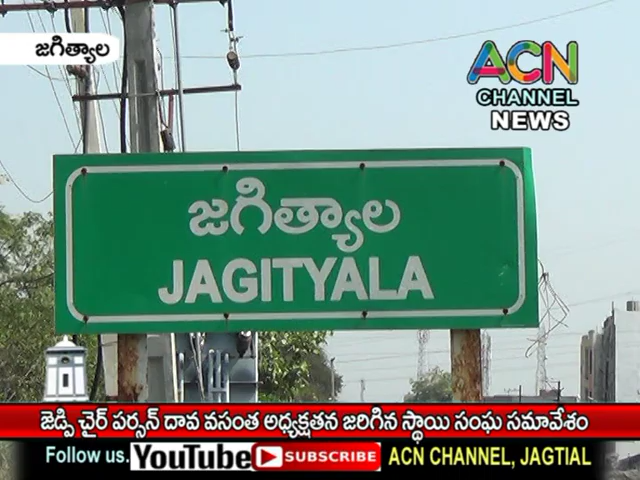 జగిత్యాల
ACN
CHANNEL
NEWS
జగిత్యాల
JAGITYALA
జెడ్పి చైర్ పర్సన్ దావ వసంత అధ్యక్షతన జరిగిన స్థాయి సంఘ సమావేశం
Follow us. YouTube SUBSCRIBE ACN CHANNEL, JAGTIAL